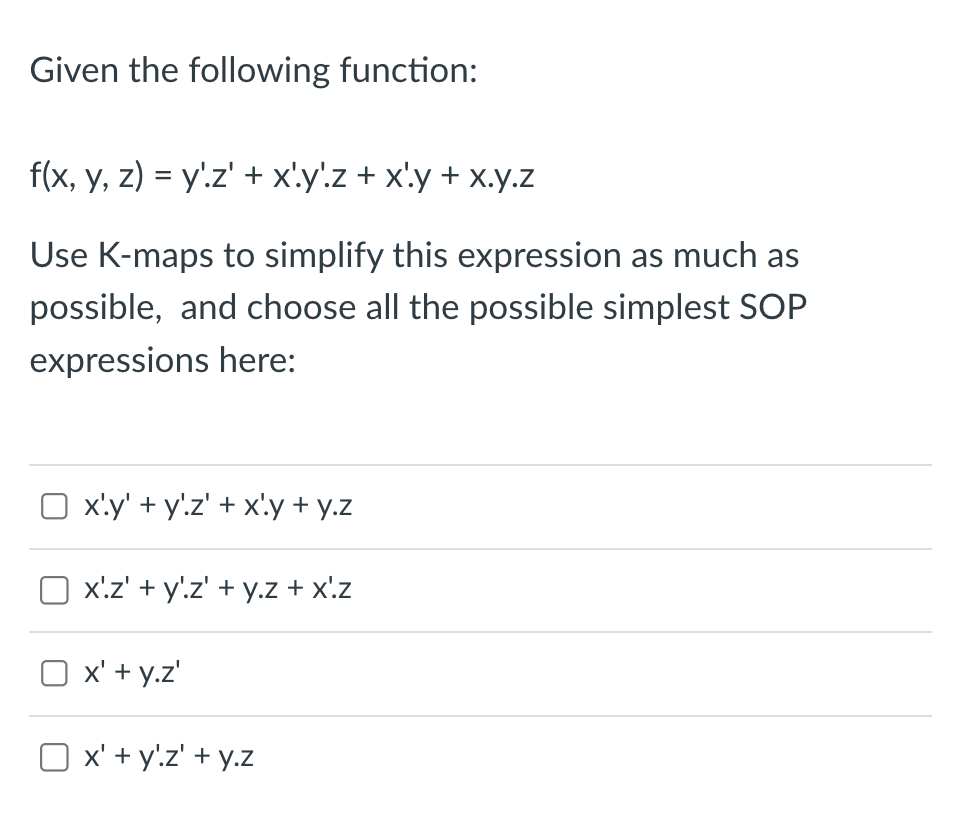 Given the following function:
f(x, y, z) = y'.z' + x'.y'.z + x'.y + x.y.z
Use K-maps to simplify this expression as much as
possible,  and choose all the possible simplest SOP
expressions here:
x'.y' + y'.z' + x'.y + y.z
x'.z' + y'.z' + y.z + x'.z
x' + y.z'
x' + y'.z' + y.z